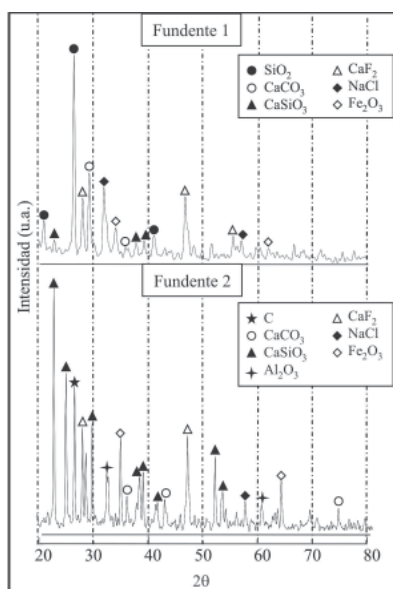 Fundente 1
● SiO₂ △ CaF₂
○ CaCO₃ ◆ NaCl
▲ CaSiO₃ ◇ Fe₂O₃
Intensidad (u.a.)
Fundente 2
★ C △ CaF₂
○ CaCO₃ ◆ NaCl
▲ CaSiO₃ ◇ Fe₂O₃
✦ Al₂O₃
20 30 40 50 60 70 80
2θ